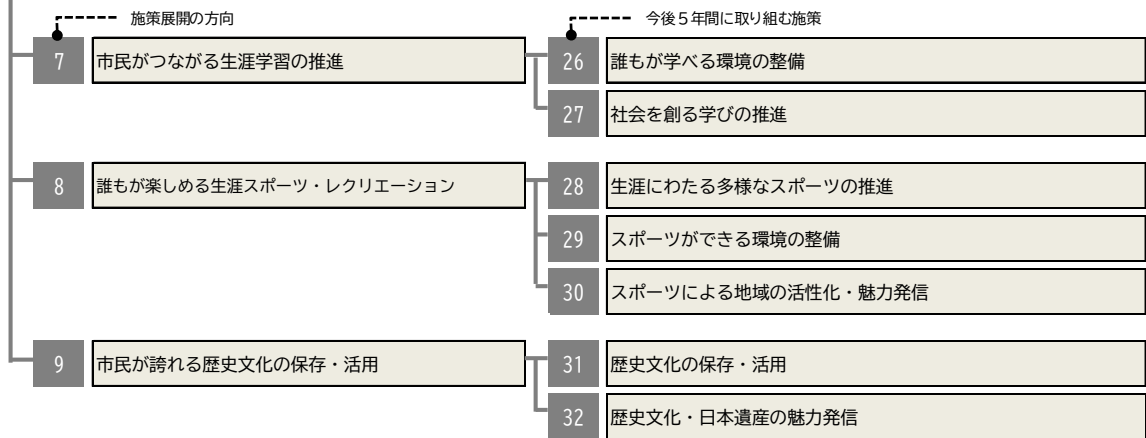 施策展開の方向
今後5年間に取り組む施策
7 市民がつながる生涯学習の推進
26 誰もが学べる環境の整備
27 社会を創る学びの推進
8 誰もが楽しめる生涯スポーツ・レクリエーション
28 生涯にわたる多様なスポーツの推進
29 スポーツができる環境の整備
30 スポーツによる地域の活性化・魅力発信
9 市民が誇れる歴史文化の保存・活用
31 歴史文化の保存・活用
32 歴史文化・日本遺産の魅力発信